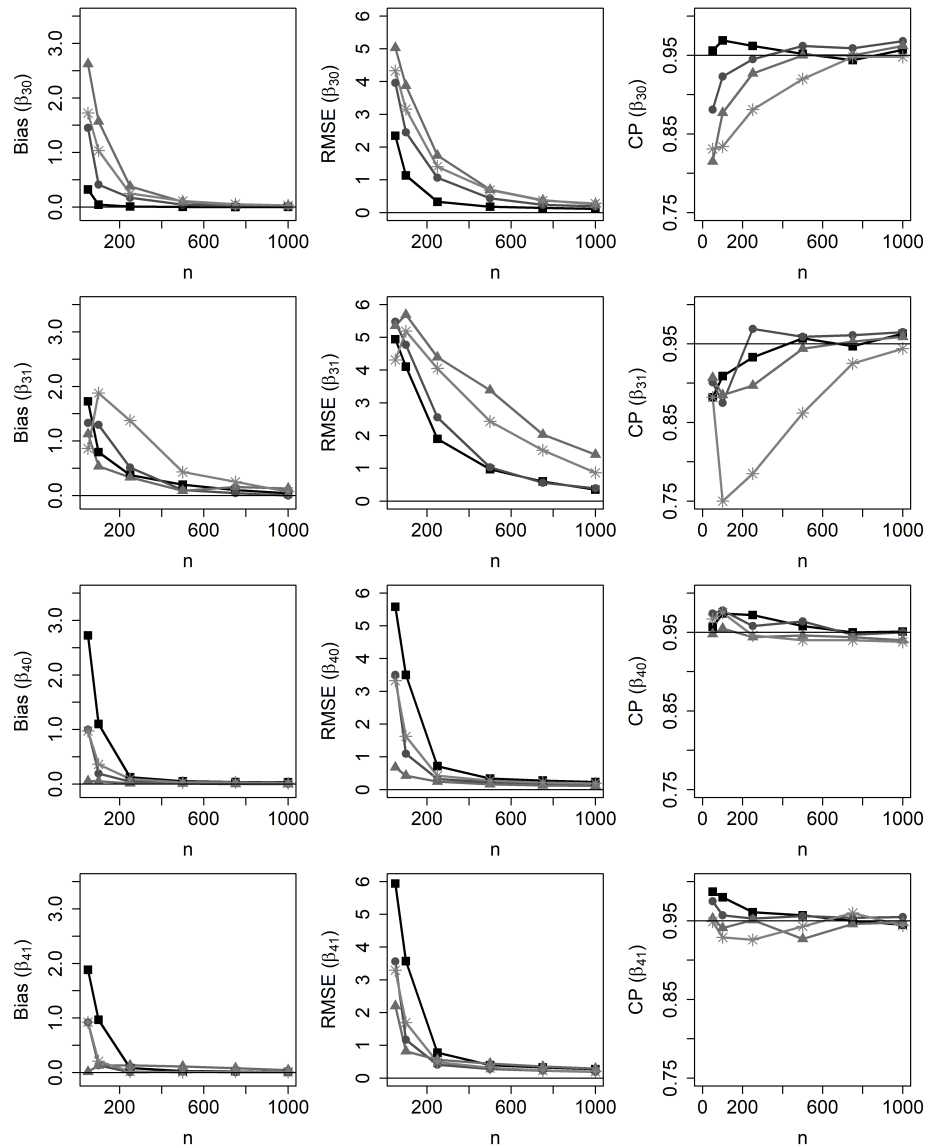 Bias (β30)
0.0 1.0 2.0 3.0
200 600 1000
n
RMSE (β30)
0 1 2 3 4 5 6
200 600 1000
n
CP (β30)
0.75 0.85 0.95
0 200 600 1000
n
Bias (β31)
0.0 1.0 2.0 3.0
200 600 1000
n
RMSE (β31)
0 1 2 3 4 5 6
200 600 1000
n
CP (β31)
0.75 0.85 0.95
0 200 600 1000
n
Bias (β40)
0.0 1.0 2.0 3.0
200 600 1000
n
RMSE (β40)
0 1 2 3 4 5 6
200 600 1000
n
CP (β40)
0.75 0.85 0.95
0 200 600 1000
n
Bias (β41)
0.0 1.0 2.0 3.0
200 600 1000
n
RMSE (β41)
0 1 2 3 4 5 6
200 600 1000
n
CP (β41)
0.75 0.85 0.95
0 200 600 1000
n